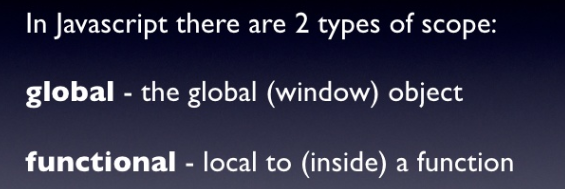 In Javascript there are 2 types of scope:
global - the global (window) object
functional - local to (inside) a function